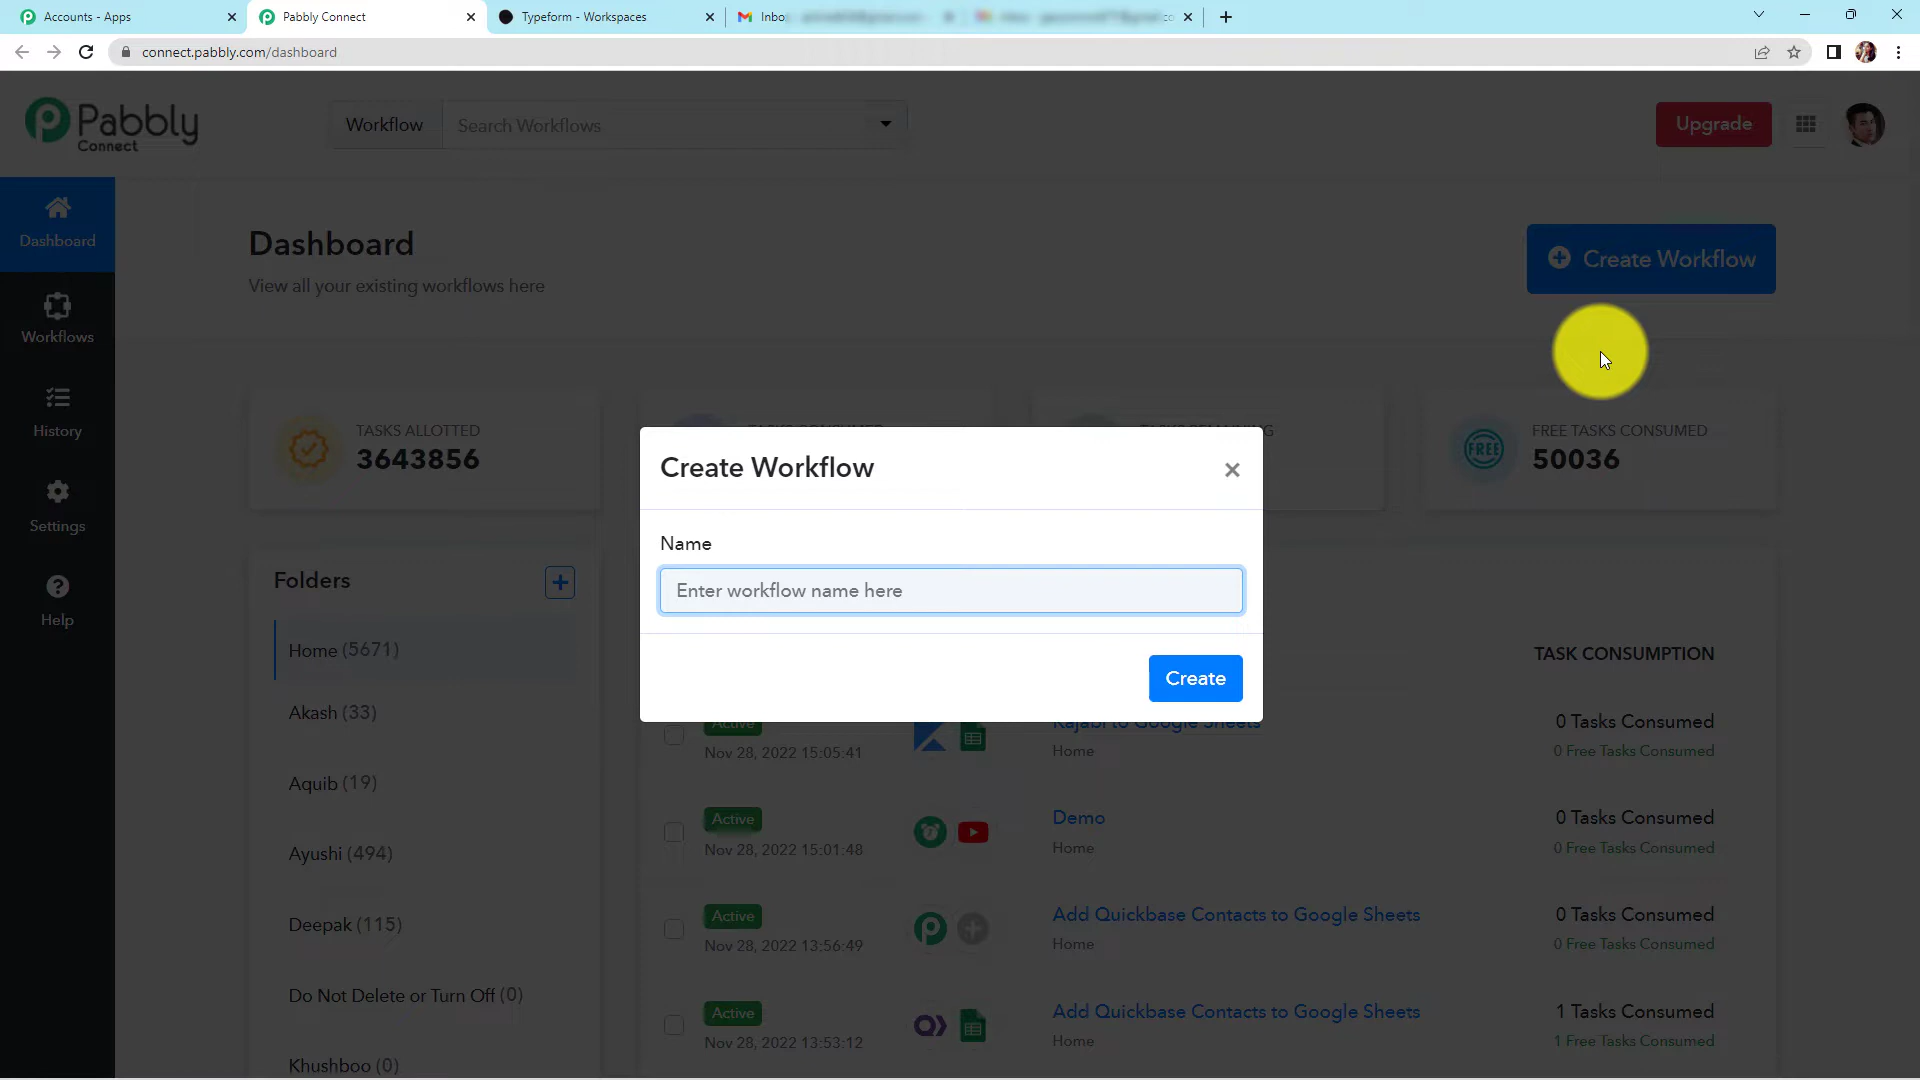 Accounts - Apps
Pabbly Connect
Typeform - Workspaces
Inbo
connect.pabbly.com/dashboard
Pabbly
Connect
Workflow
Search Workflows
Upgrade
Dashboard
Workflows
History
Settings
Help
Dashboard
View all your existing workflows here
Create Workflow
TASKS ALLOTTED
3643856
FREE
FREE TASKS CONSUMED
50036
Create Workflow
Name
Enter workflow name here
Create
Folders
Home (5671)
Akash (33)
Aquib (19)
Ayushi (494)
Deepak (115)
Do Not Delete or Turn Off (0)
Khushboo (0)
TASK CONSUMPTION
Active
Nov 28, 2022 15:05:41
Kajabi to Google Sheets
Home
0 Tasks Consumed
0 Free Tasks Consumed
Active
Nov 28, 2022 15:01:48
Demo
Home
0 Tasks Consumed
0 Free Tasks Consumed
Active
Nov 28, 2022 13:56:49
Add Quickbase Contacts to Google Sheets
Home
0 Tasks Consumed
0 Free Tasks Consumed
Active
Nov 28, 2022 13:53:12
Add Quickbase Contacts to Google Sheets
Home
1 Tasks Consumed
1 Free Tasks Consumed